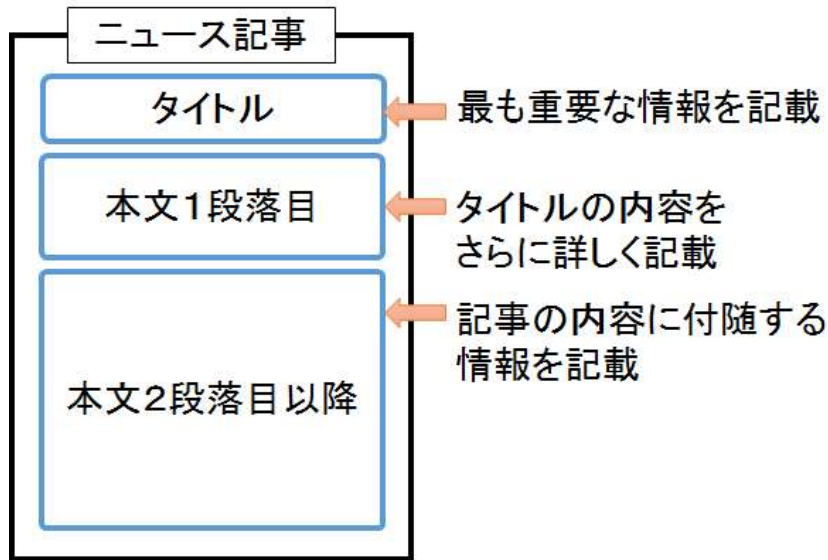 ニュース記事
タイトル
最も重要な情報を記載
本文1段落目
タイトルの内容を
さらに詳しく記載
記事の内容に付随する
情報を記載
本文2段落目以降